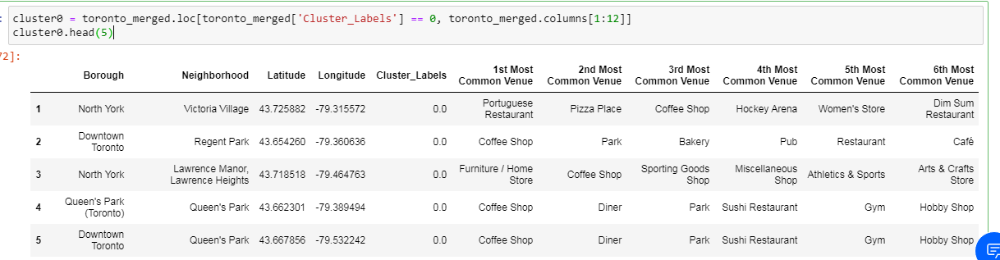 : cluster0 = toronto_merged.loc[toronto_merged['Cluster_Labels'] == 0, toronto_merged.columns[1:12]]
cluster0.head(5)
72]:
Borough Neighborhood Latitude Longitude Cluster_Labels 1st Most Common Venue 2nd Most Common Venue 3rd Most Common Venue 4th Most Common Venue 5th Most Common Venue 6th Most Common Venue
1 North York Victoria Village 43.725882 -79.315572 0.0 Portuguese Restaurant Pizza Place Coffee Shop Hockey Arena Women's Store Dim Sum Restaurant
2 Downtown Toronto Regent Park 43.654260 -79.360636 0.0 Coffee Shop Park Bakery Pub Restaurant Café
3 North York Lawrence Manor, Lawrence Heights 43.718518 -79.464763 0.0 Furniture / Home Store Coffee Shop Sporting Goods Shop Miscellaneous Shop Athletics & Sports Arts & Crafts Store
4 Queen's Park (Toronto) Queen's Park 43.662301 -79.389494 0.0 Coffee Shop Diner Park Sushi Restaurant Gym Hobby Shop
5 Downtown Toronto Queen's Park 43.667856 -79.532242 0.0 Coffee Shop Diner Park Sushi Restaurant Gym Hobby Shop